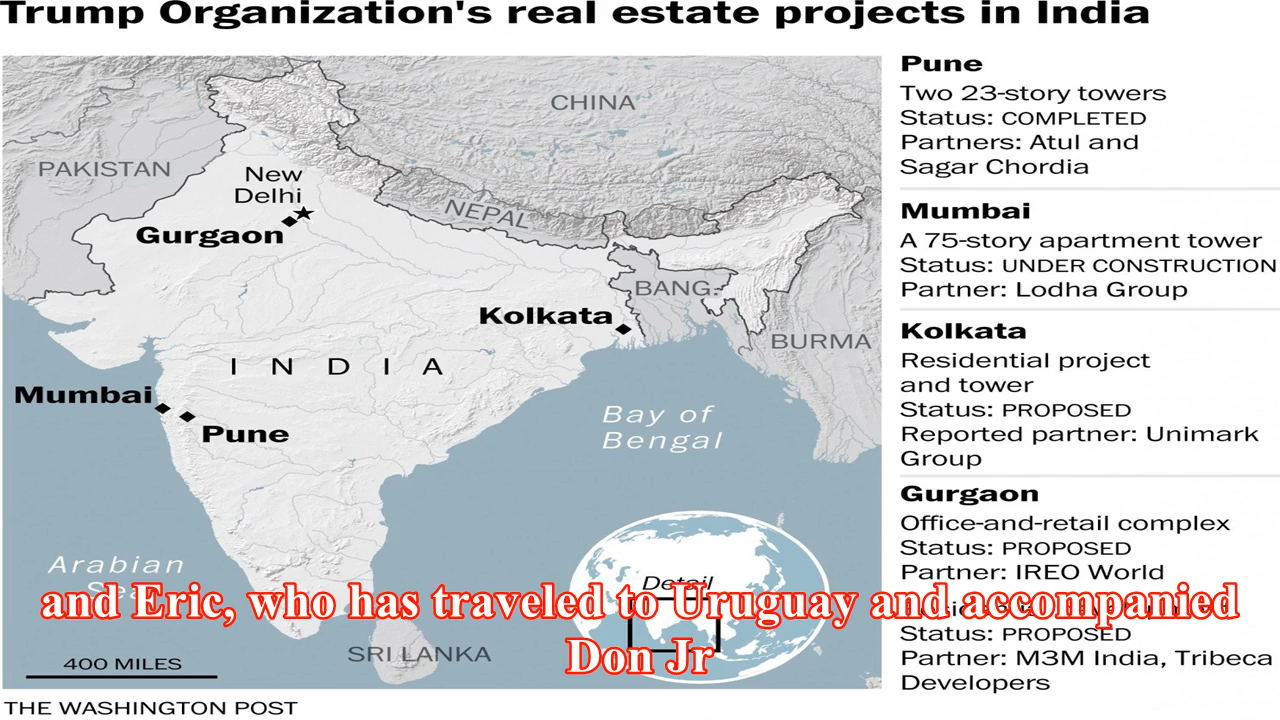 Trump Organization's real estate projects in India
CHINA
PAKISTAN
New
Delhi
Gurgaon
NEPAL
BANG.
Kolkata
BURMA
I N D I A
Mumbai
Pune
Bay of
Bengal
Arabian
Detail
SRI LANKA
400 MILES
THE WASHINGTON POST
Pune
Two 23-story towers
Status: COMPLETED
Partners: Atul and
Sagar Chordia
Mumbai
A 75-story apartment tower
Status: UNDER CONSTRUCTION
Partner: Lodha Group
Kolkata
Residential project
and tower
Status: PROPOSED
Reported partner: Unimark
Group
Gurgaon
Office-and-retail complex
Status: PROPOSED
Partner: IREO World
Status: PROPOSED
Partner: M3M India, Tribeca
Developers
and Eric, who has traveled to Uruguay and accompanied
Don Jr